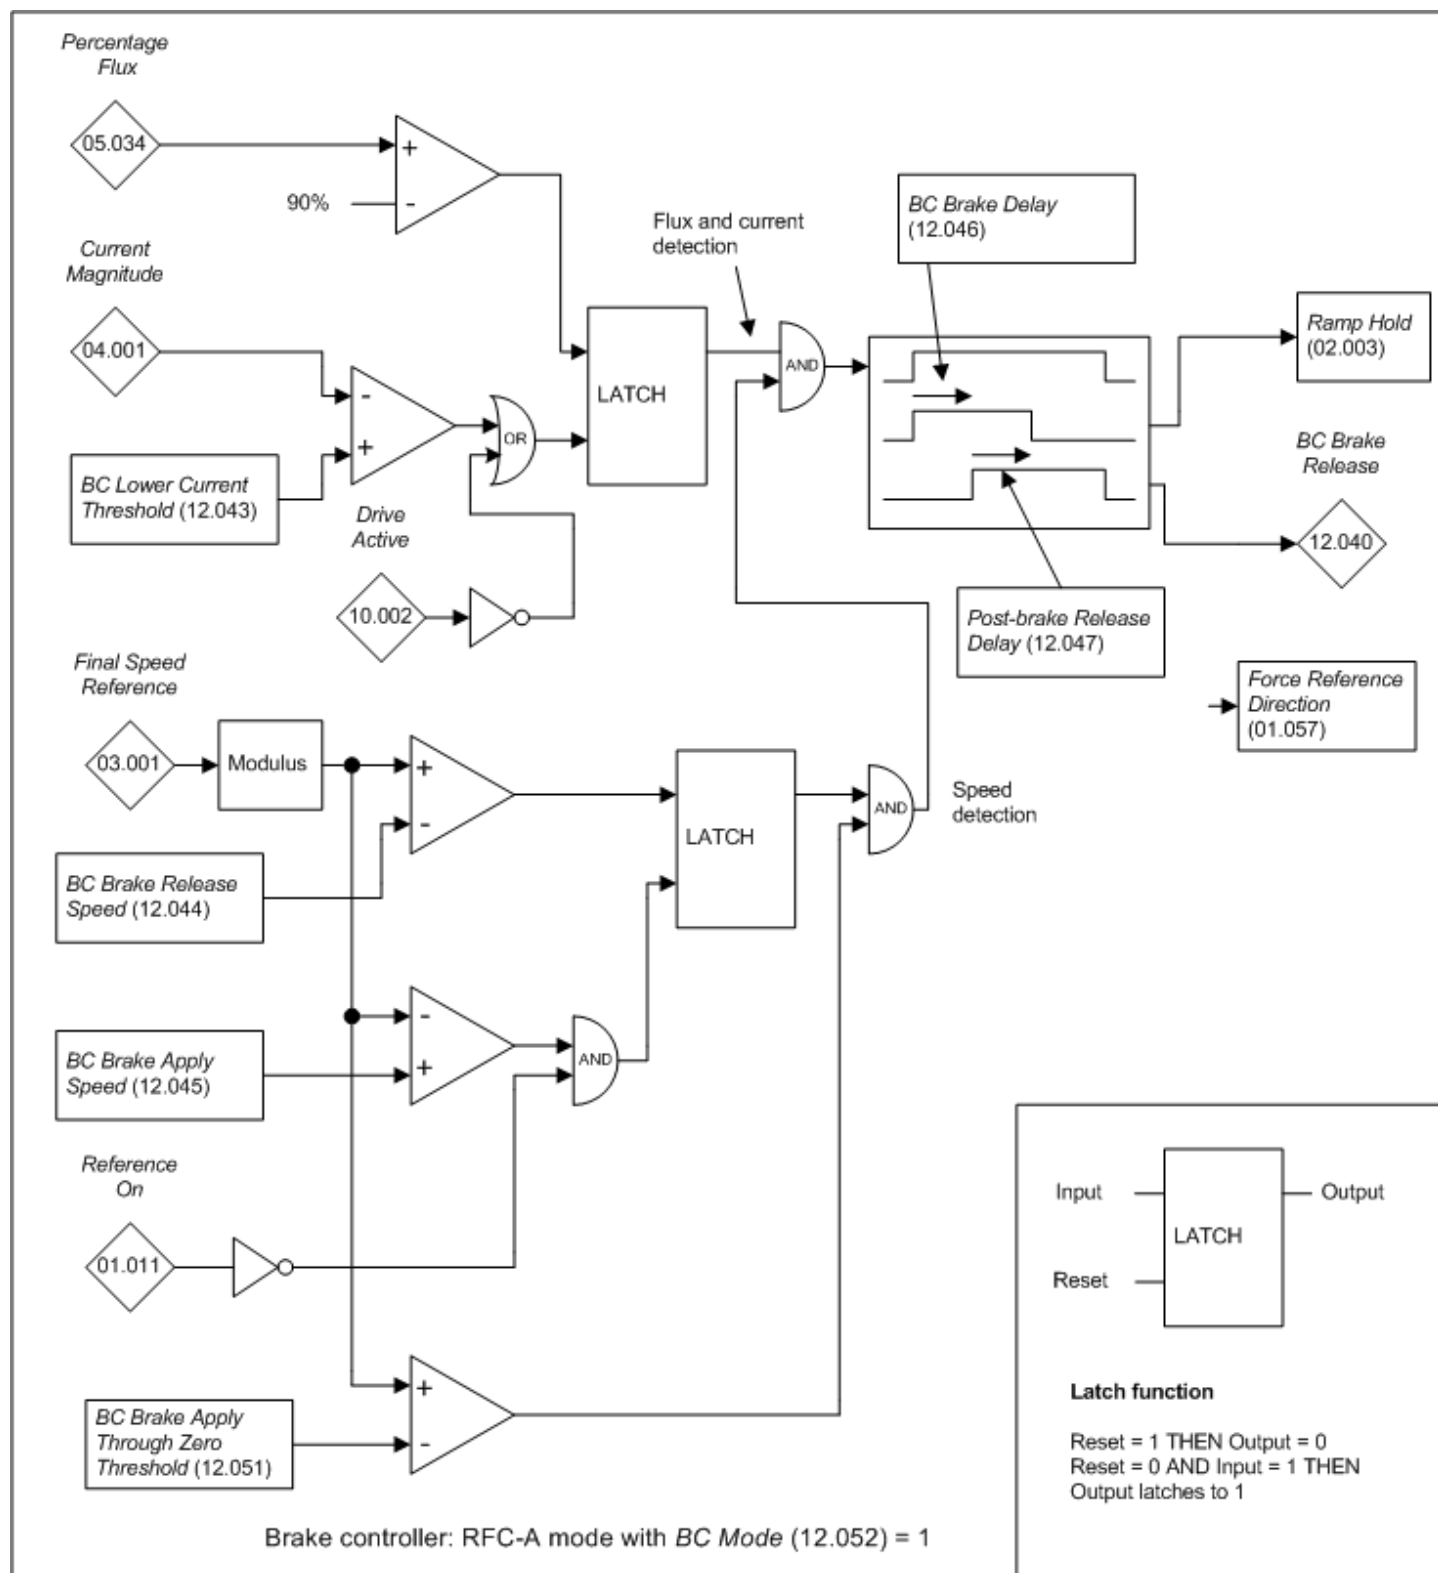 Percentage
Flux
05.034
+
90%
-
Current
Magnitude
04.001
-
+
BC Lower Current
Threshold (12.043)
OR
LATCH
Flux and current
detection
AND
BC Brake Delay
(12.046)
Ramp Hold
(02.003)
BC Brake
Release
12.040
Drive
Active
10.002
Post-brake Release
Delay (12.047)
Force Reference
Direction
(01.057)
Final Speed
Reference
03.001
Modulus
+
-
LATCH
AND
Speed
detection
BC Brake Release
Speed (12.044)
-
+
AND
BC Brake Apply
Speed (12.045)
Reference
On
01.011
+
-
BC Brake Apply
Through Zero
Threshold (12.051)
Input
Output
LATCH
Reset
Latch function
Reset = 1 THEN Output = 0
Reset = 0 AND Input = 1 THEN
Output latches to 1
Brake controller: RFC-A mode with BC Mode (12.052) = 1